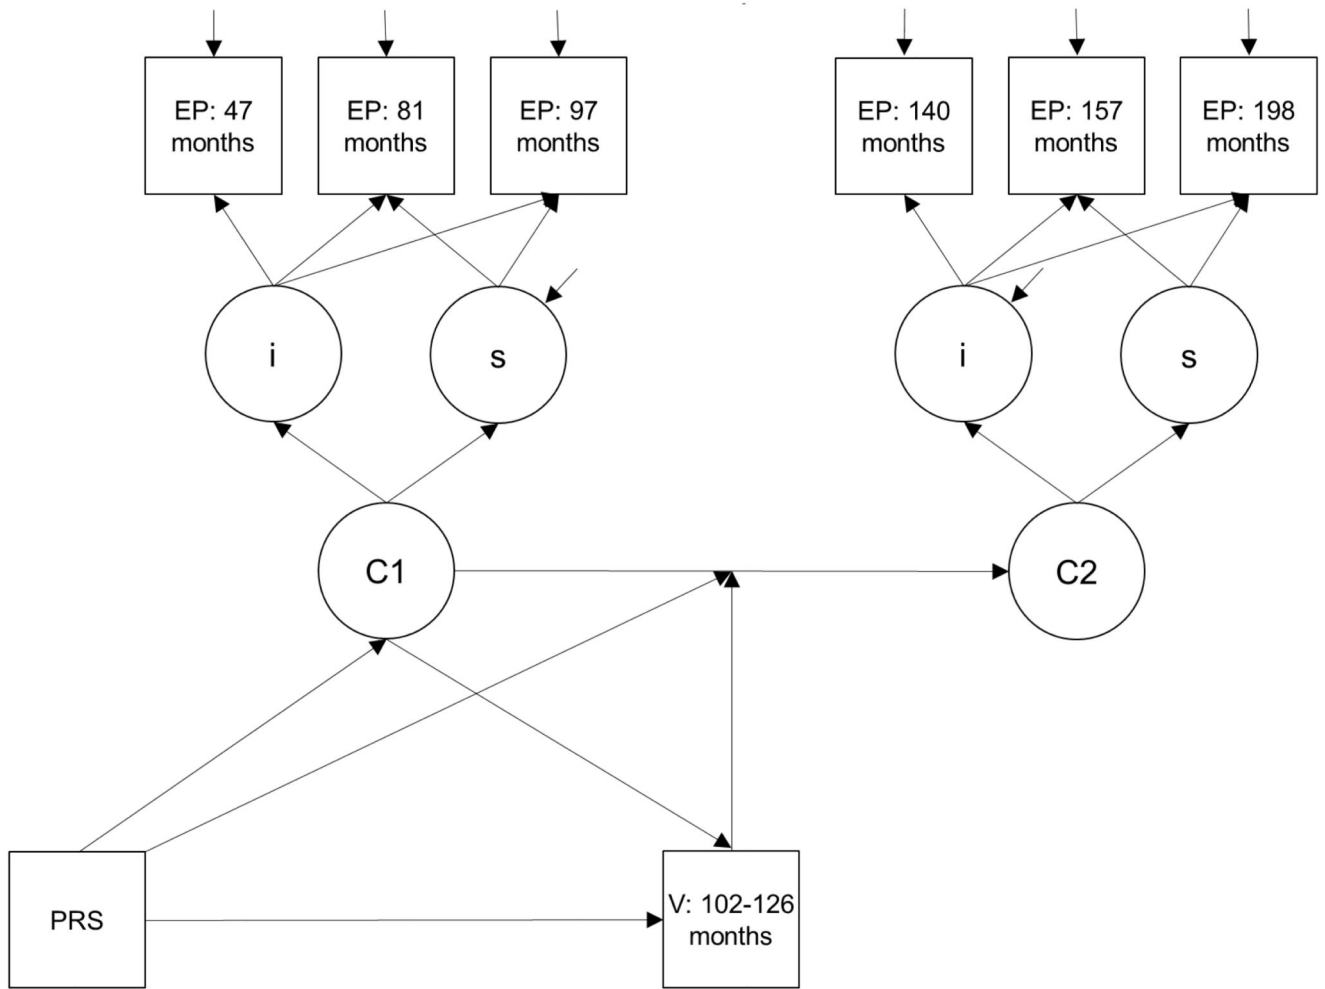 EP: 47
months
EP: 81
months
EP: 97
months
EP: 140
months
EP: 157
months
EP: 198
months
i
s
i
s
C1
C2
PRS
V: 102-126
months